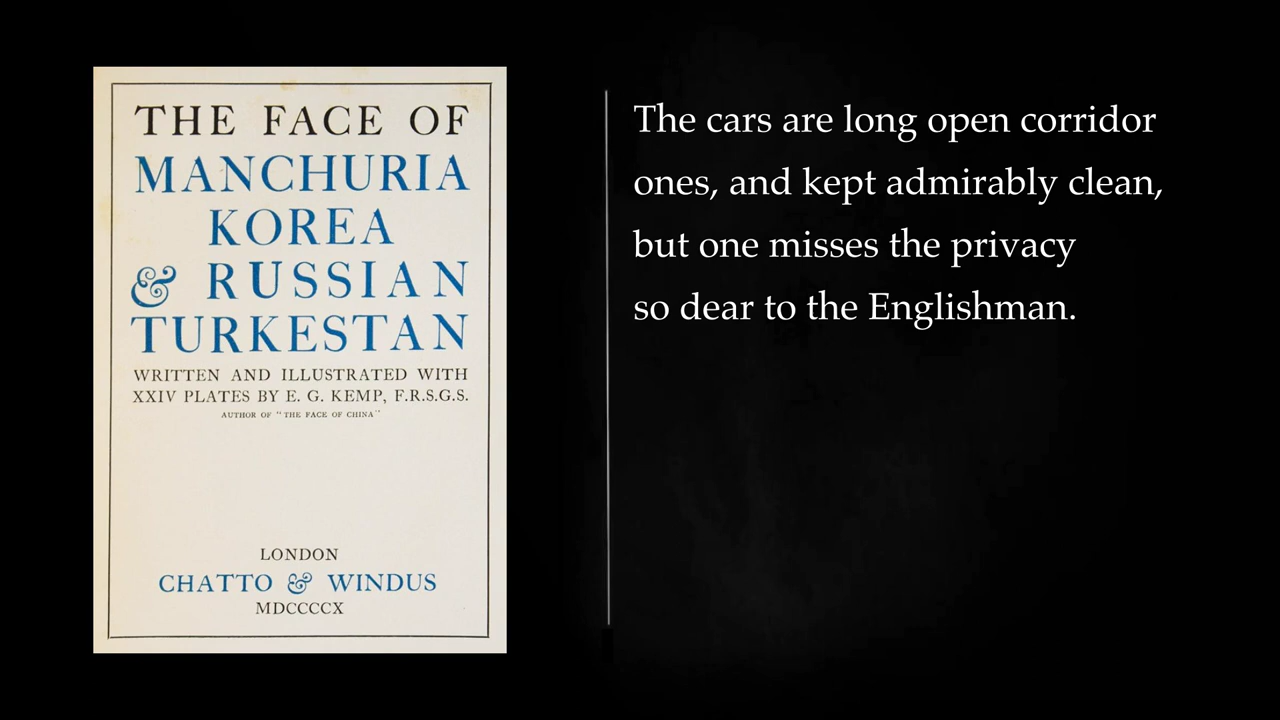 THE FACE OF
MANCHURIA
KOREA
& RUSSIAN
TURKESTAN
WRITTEN AND ILLUSTRATED WITH
XXIV PLATES BY E. G. KEMP, F.R.S.G.S.
AUTHOR OF "THE FACE OF CHINA"
LONDON
CHATTO & WINDUS
MDCCCCX
The cars are long open corridor
ones, and kept admirably clean,
but one misses the privacy
so dear to the Englishman.